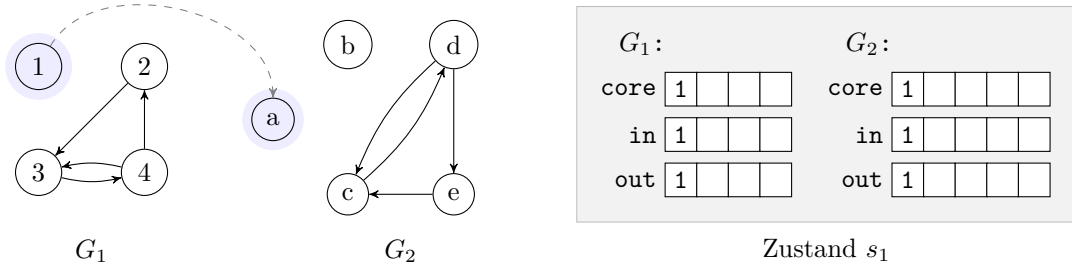 1
2
3
4
G₁
a
b
d
c
e
G₂
G₁: G₂:
core 1 core 1
in 1 in 1
out 1 out 1
Zustand s₁